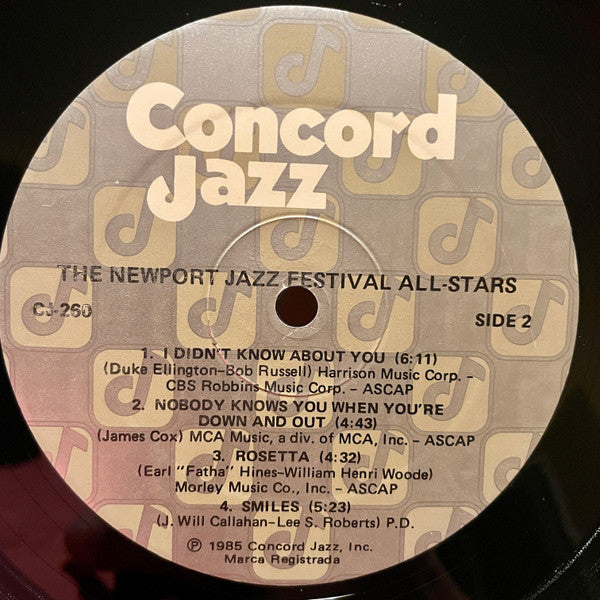 Concord
Jazz
THE NEWPORT JAZZ FESTIVAL ALL-STARS
CJ-260
SIDE 2
1. I DIDN'T KNOW ABOUT YOU (6:11)
(Duke Ellington-Bob Russell) Harrison Music Corp. -
CBS Robbins Music Corp. - ASCAP
2. NOBODY KNOWS YOU WHEN YOU'RE
DOWN AND OUT (4:43)
(James Cox) MCA Music, a div. of MCA, Inc. - ASCAP
3. ROSETTA (4:32)
(Earl "Fatha" Hines-William Henri Woode)
Morley Music Co., Inc. - ASCAP
4. SMILES (5:23)
(J. Will Callahan-Lee S. Roberts) P.D.
℗ 1985 Concord Jazz, Inc.
Marca Registrada